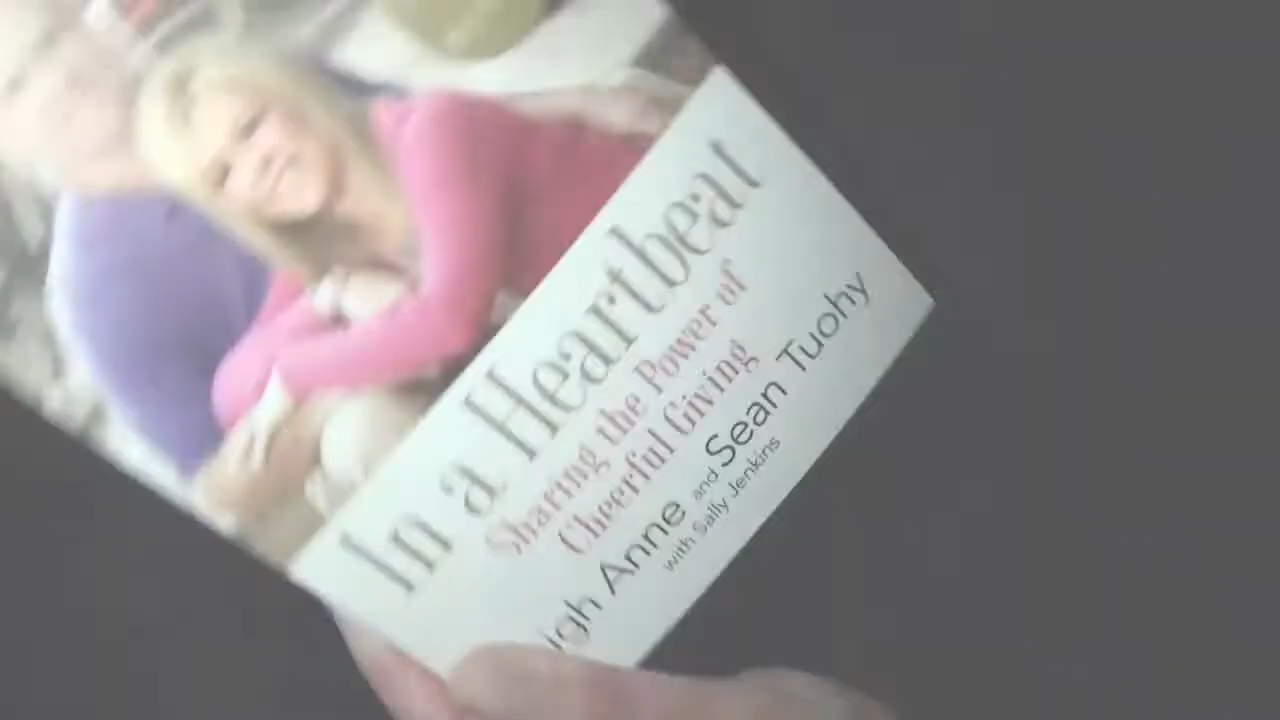 In a Heartbeat
Sharing the Power of
Cheerful Giving
igh Anne and Sean Tuohy
with Sally Jenkins